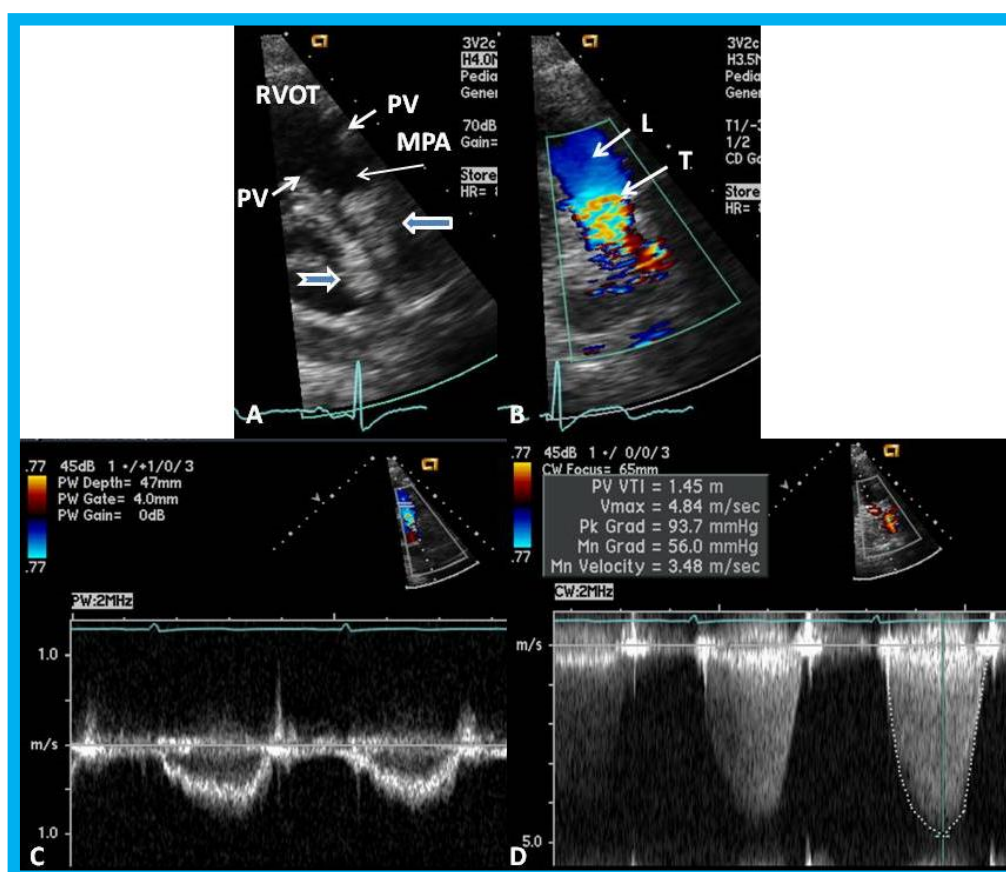 3V2c
H4.0M
Pedia
Gener
70dB
Gain=
Store
HR= 8
RVOT
PV
MPA
PV
A
3V2c
H3.5M
Pedia
Gener
T1/-3
1/2
CD Ga
Store
HR= 8
L
T
B
.77
.77
45dB 1 •/+1/0/3
PW Depth= 47mm
PW Gate= 4.0mm
PW Gain= 0dB
PW:2MHz
1.0
m/s
1.0
C
.77
.77
45dB 1 •/ 0/0/3
CW Focus= 65mm
PV VTI = 1.45 m
Vmax = 4.84 m/sec
Pk Grad = 93.7 mmHg
Mn Grad = 56.0 mmHg
Mn Velocity = 3.48 m/sec
CW:2MHz
m/s
5.0
D